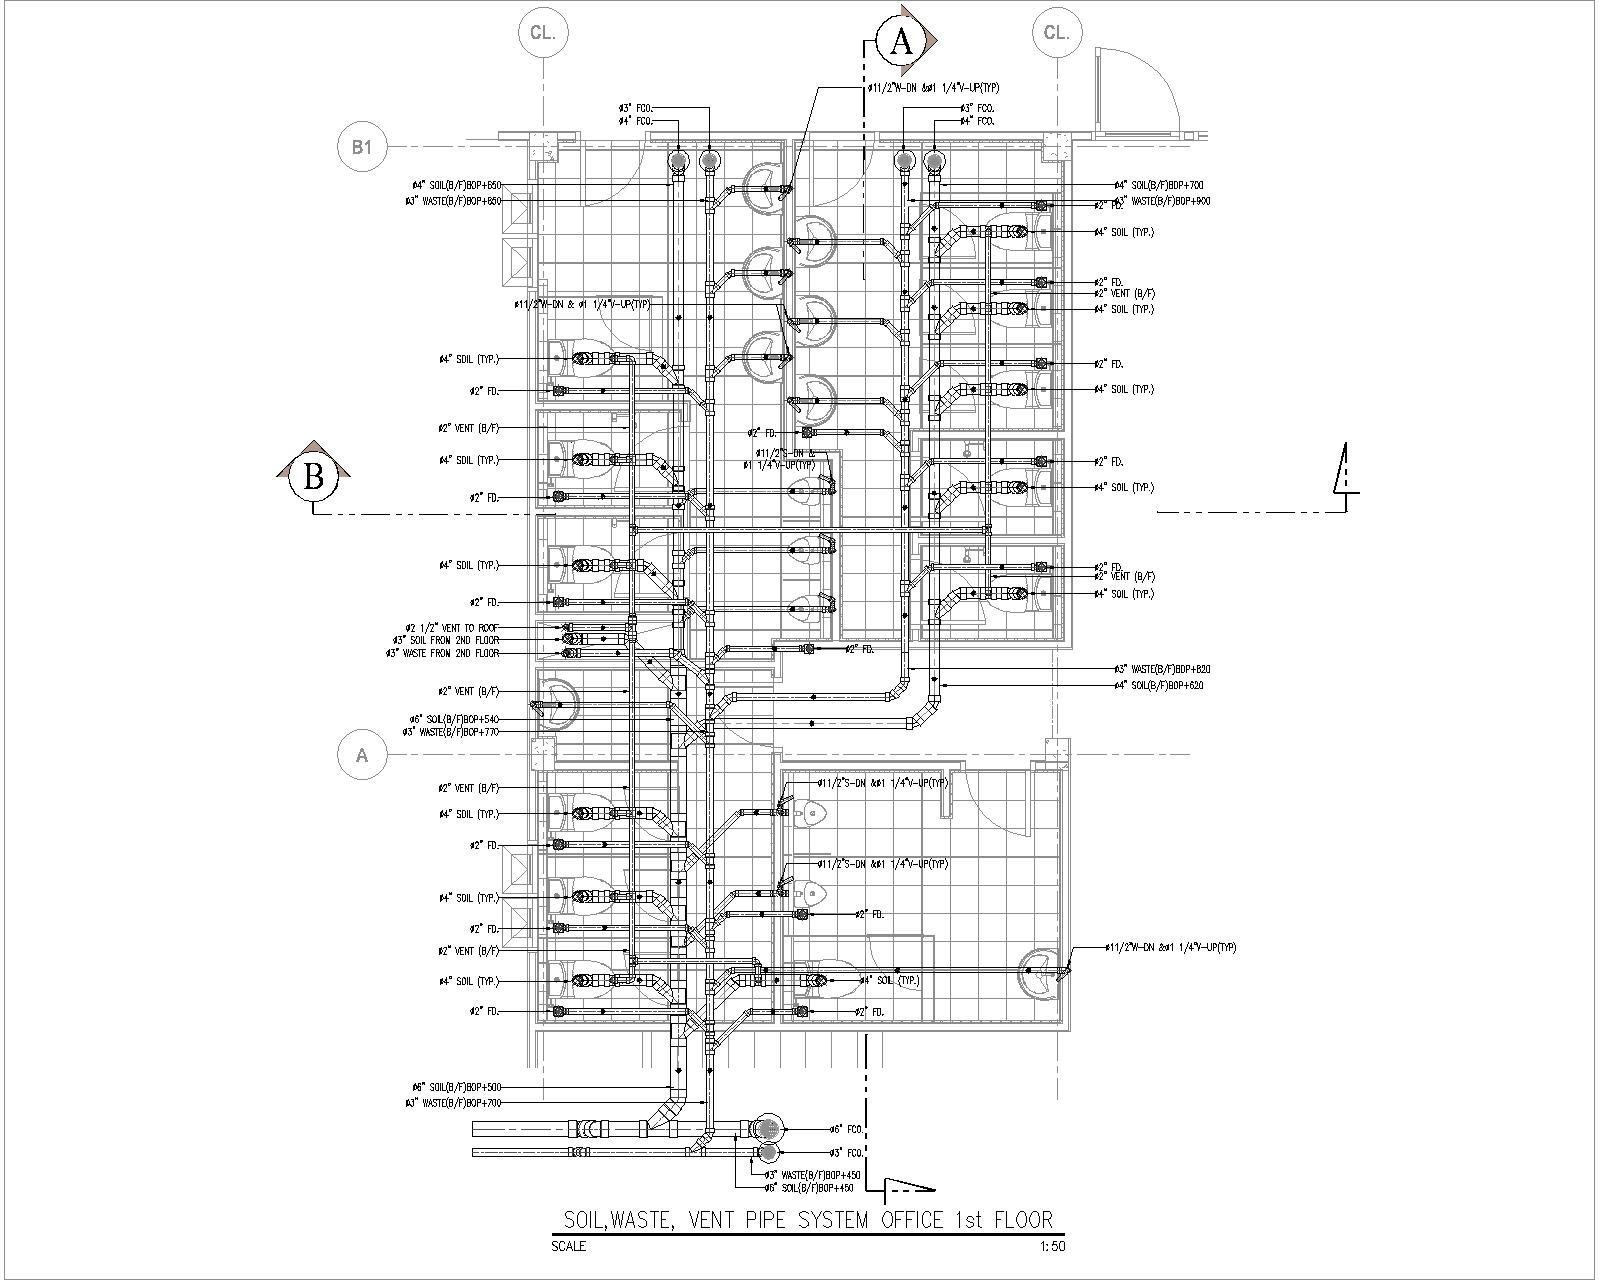 CL.
CL.
A
ø11/2"W-DN &ø1 1/4"V-UP(TYP)
ø3" FCO.
ø4" FCO.
ø3" FCO.
ø4" FCO.
B1
ø4" SOIL(B/F)BOP+650
ø3" WASTE(B/F)BOP+850
ø4" SOIL(B/F)BOP+700
ø3" WASTE(B/F)BOP+900
ø2" FD.
ø4" SOIL (TYP.)
ø2" FD.
ø2" VENT (B/F)
ø4" SOIL (TYP.)
ø11/2"W-DN & ø1 1/4"V-UP(TYP)
ø4" SOIL (TYP.)
ø2" FD.
ø2" FD.
ø4" SOIL (TYP.)
ø2" VENT (B/F)
ø2" FD.
ø11/2"S-DN &
ø1 1/4"V-UP(TYP)
ø4" SOIL (TYP.)
ø2" FD.
ø2" FD.
ø4" SOIL (TYP.)
B
ø4" SOIL (TYP.)
ø2" FD.
ø2" FD.
ø2" VENT (B/F)
ø4" SOIL (TYP.)
ø2 1/2" VENT TO ROOF
ø3" SOIL FROM 2ND FLOOR
ø3" WASTE FROM 2ND FLOOR
ø2" FD.
ø3" WASTE(B/F)BOP+820
ø4" SOIL(B/F)BOP+620
ø2" VENT (B/F)
ø6" SOIL(B/F)BOP+540
ø3" WASTE(B/F)BOP+770
A
ø2" VENT (B/F)
ø11/2"S-DN &ø1 1/4"V-UP(TYP)
ø4" SOIL (TYP.)
ø2" FD.
ø11/2"S-DN &ø1 1/4"V-UP(TYP)
ø4" SOIL (TYP.)
ø2" FD.
ø2" FD.
ø2" VENT (B/F)
ø11/2"W-DN &ø1 1/4"V-UP(TYP)
ø4" SOIL (TYP.)
ø4" SOIL (TYP.)
ø2" FD.
ø2" FD.
ø6" SOIL(B/F)BOP+500
ø3" WASTE(B/F)BOP+700
ø6" FCO.
ø3" FCO.
ø3" WASTE(B/F)BOP+450
ø6" SOIL(B/F)BOP+450
SOIL,WASTE, VENT PIPE SYSTEM OFFICE 1st FLOOR
SCALE 1:50